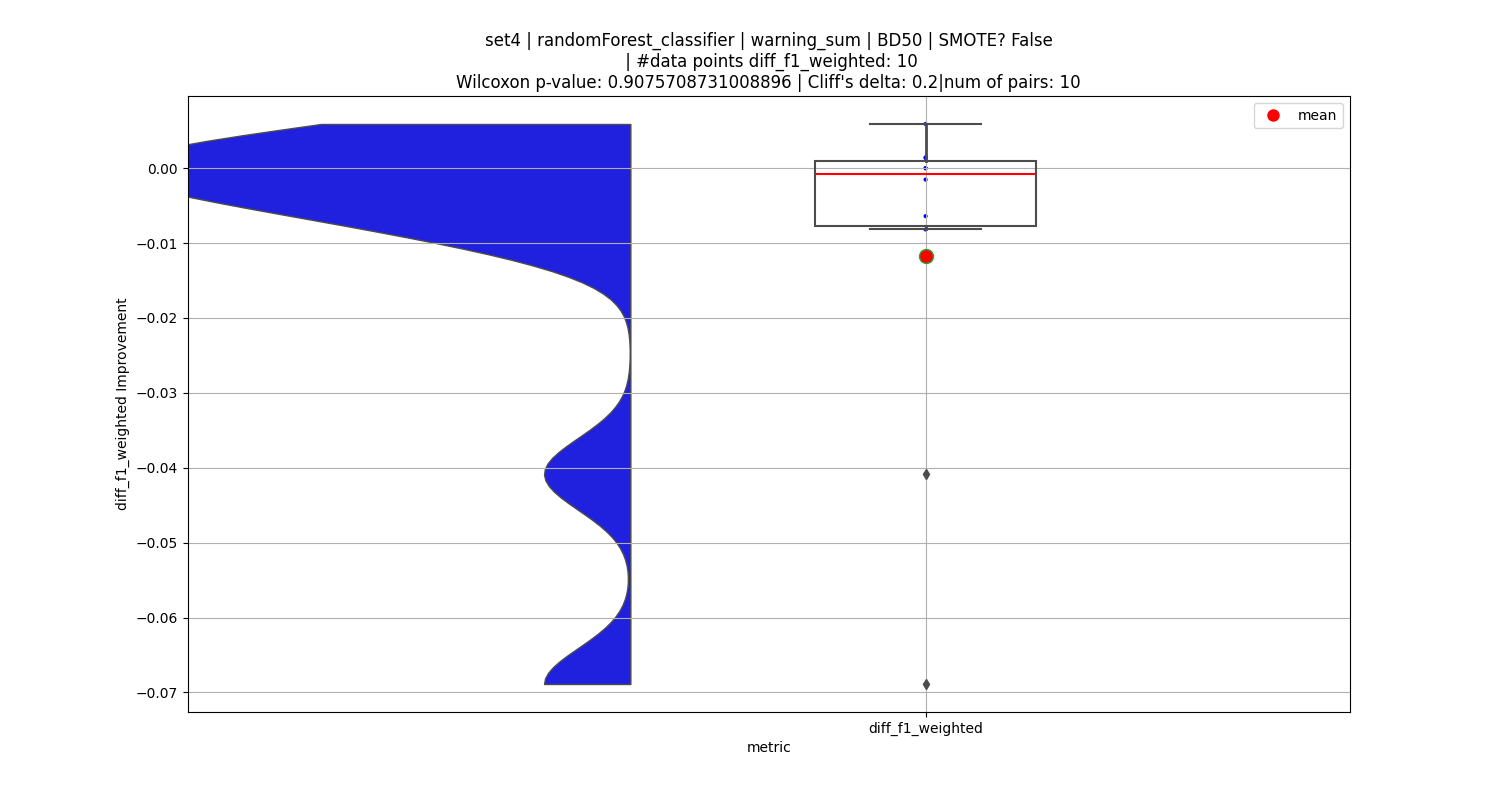 set4 | randomForest_classifier | warning_sum | BD50 | SMOTE? False
| #data points diff_f1_weighted: 10
Wilcoxon p-value: 0.9075708731008896 | Cliff's delta: 0.2|num of pairs: 10
mean
0.00
−0.01
−0.02
−0.03
−0.04
−0.05
−0.06
−0.07
diff_f1_weighted Improvement
diff_f1_weighted
metric